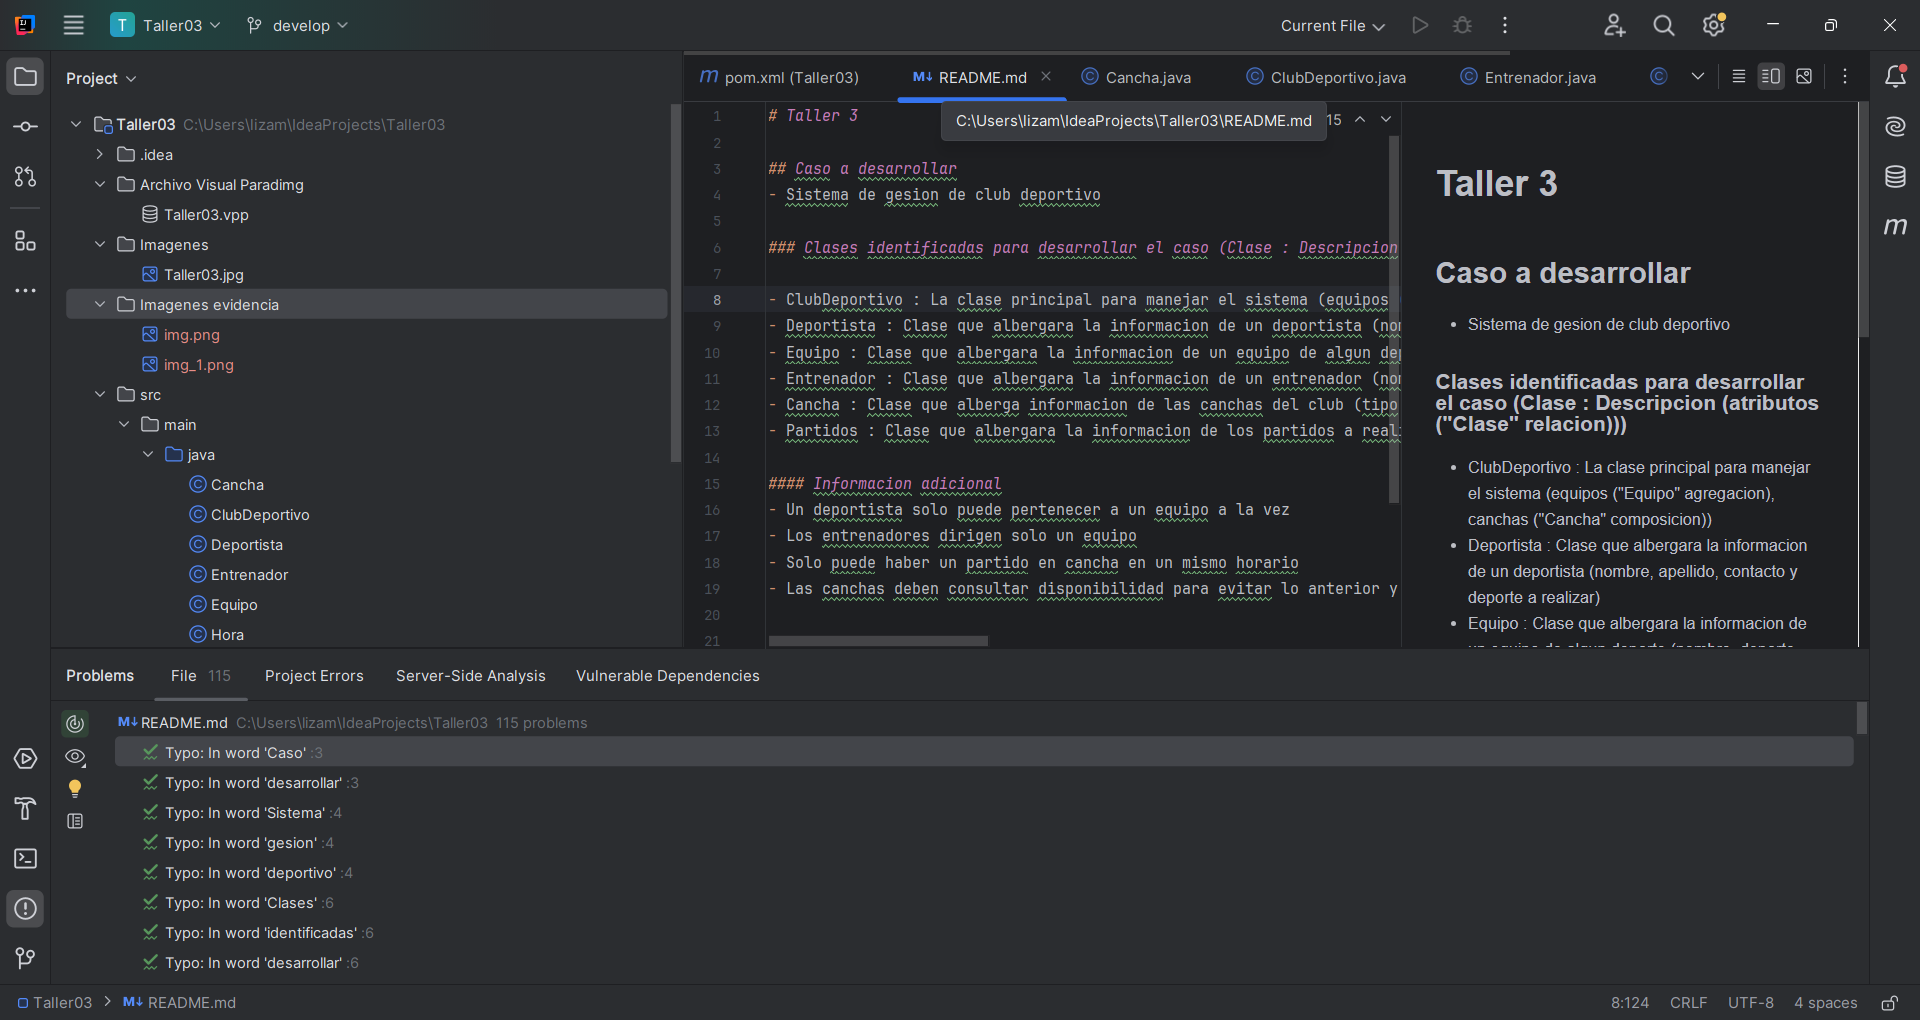 Taller03
develop
Current File
Project
Taller03 C:\Users\lizam\IdeaProjects\Taller03
.idea
Archivo Visual Paradimg
Taller03.vpp
Imagenes
Taller03.jpg
Imagenes evidencia
img.png
img_1.png
src
main
java
Cancha
ClubDeportivo
Deportista
Entrenador
Equipo
Hora
pom.xml (Taller03)
README.md
Cancha.java
ClubDeportivo.java
Entrenador.java
C:\Users\lizam\IdeaProjects\Taller03\README.md
15
1 # Taller 3
2
3 ## Caso a desarrollar
4 - Sistema de gesion de club deportivo
5
6 ### Clases identificadas para desarrollar el caso (Clase : Descripcion
7
8 - ClubDeportivo : La clase principal para manejar el sistema (equipos
9 - Deportista : Clase que albergara la informacion de un deportista (no
10 - Equipo : Clase que albergara la informacion de un equipo de algun de
11 - Entrenador : Clase que albergara la informacion de un entrenador (no
12 - Cancha : Clase que alberga informacion de las canchas del club (tipo
13 - Partidos : Clase que albergara la informacion de los partidos a real
14
15 #### Informacion adicional
16 - Un deportista solo puede pertenecer a un equipo a la vez
17 - Los entrenadores dirigen solo un equipo
18 - Solo puede haber un partido en cancha en un mismo horario
19 - Las canchas deben consultar disponibilidad para evitar lo anterior y
20
21
Taller 3
Caso a desarrollar
• Sistema de gesion de club deportivo
Clases identificadas para desarrollar
el caso (Clase : Descripcion (atributos
("Clase" relacion)))
• ClubDeportivo : La clase principal para manejar
el sistema (equipos ("Equipo" agregacion),
canchas ("Cancha" composicion))
• Deportista : Clase que albergara la informacion
de un deportista (nombre, apellido, contacto y
deporte a realizar)
• Equipo : Clase que albergara la informacion de
un equipo de algun deporte (nombre, deporte
Problems
File 115
Project Errors
Server-Side Analysis
Vulnerable Dependencies
README.md C:\Users\lizam\IdeaProjects\Taller03 115 problems
Typo: In word 'Caso' :3
Typo: In word 'desarrollar' :3
Typo: In word 'Sistema' :4
Typo: In word 'gesion' :4
Typo: In word 'deportivo' :4
Typo: In word 'Clases' :6
Typo: In word 'identificadas' :6
Typo: In word 'desarrollar' :6
Taller03 > README.md
8:124
CRLF
UTF-8
4 spaces